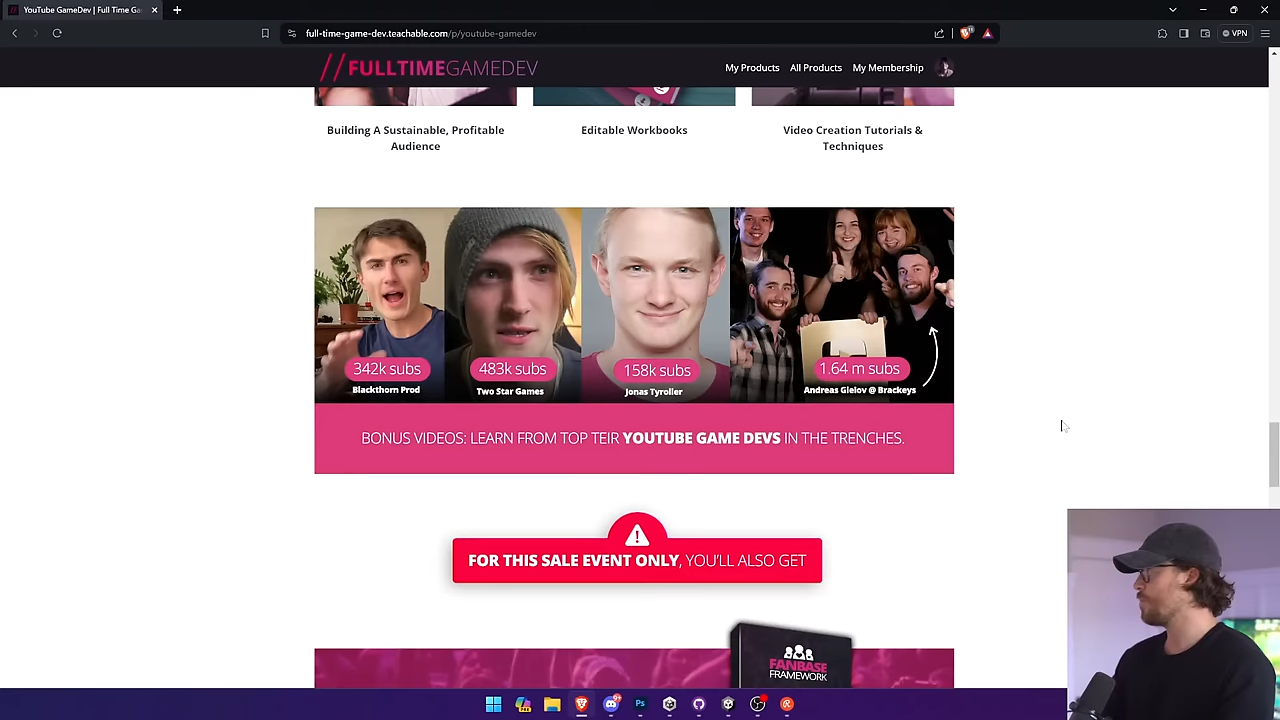 YouTube GameDev | Full Time Ga
full-time-game-dev.teachable.com/p/youtube-gamedev
VPN
//FULLTIMEGAMEDEV
My Products
All Products
My Membership
Building A Sustainable, Profitable
Audience
Editable Workbooks
Video Creation Tutorials &
Techniques
342k subs
Blackthorn Prod
483k subs
Two Star Games
158k subs
Jonas Tyroller
1.64 m subs
Andreas Glelov @ Brackeys
BONUS VIDEOS: LEARN FROM TOP TEIR YOUTUBE GAME DEVS IN THE TRENCHES.
FOR THIS SALE EVENT ONLY, YOU'LL ALSO GET
FANBASE
FRAMEWORK
Ps